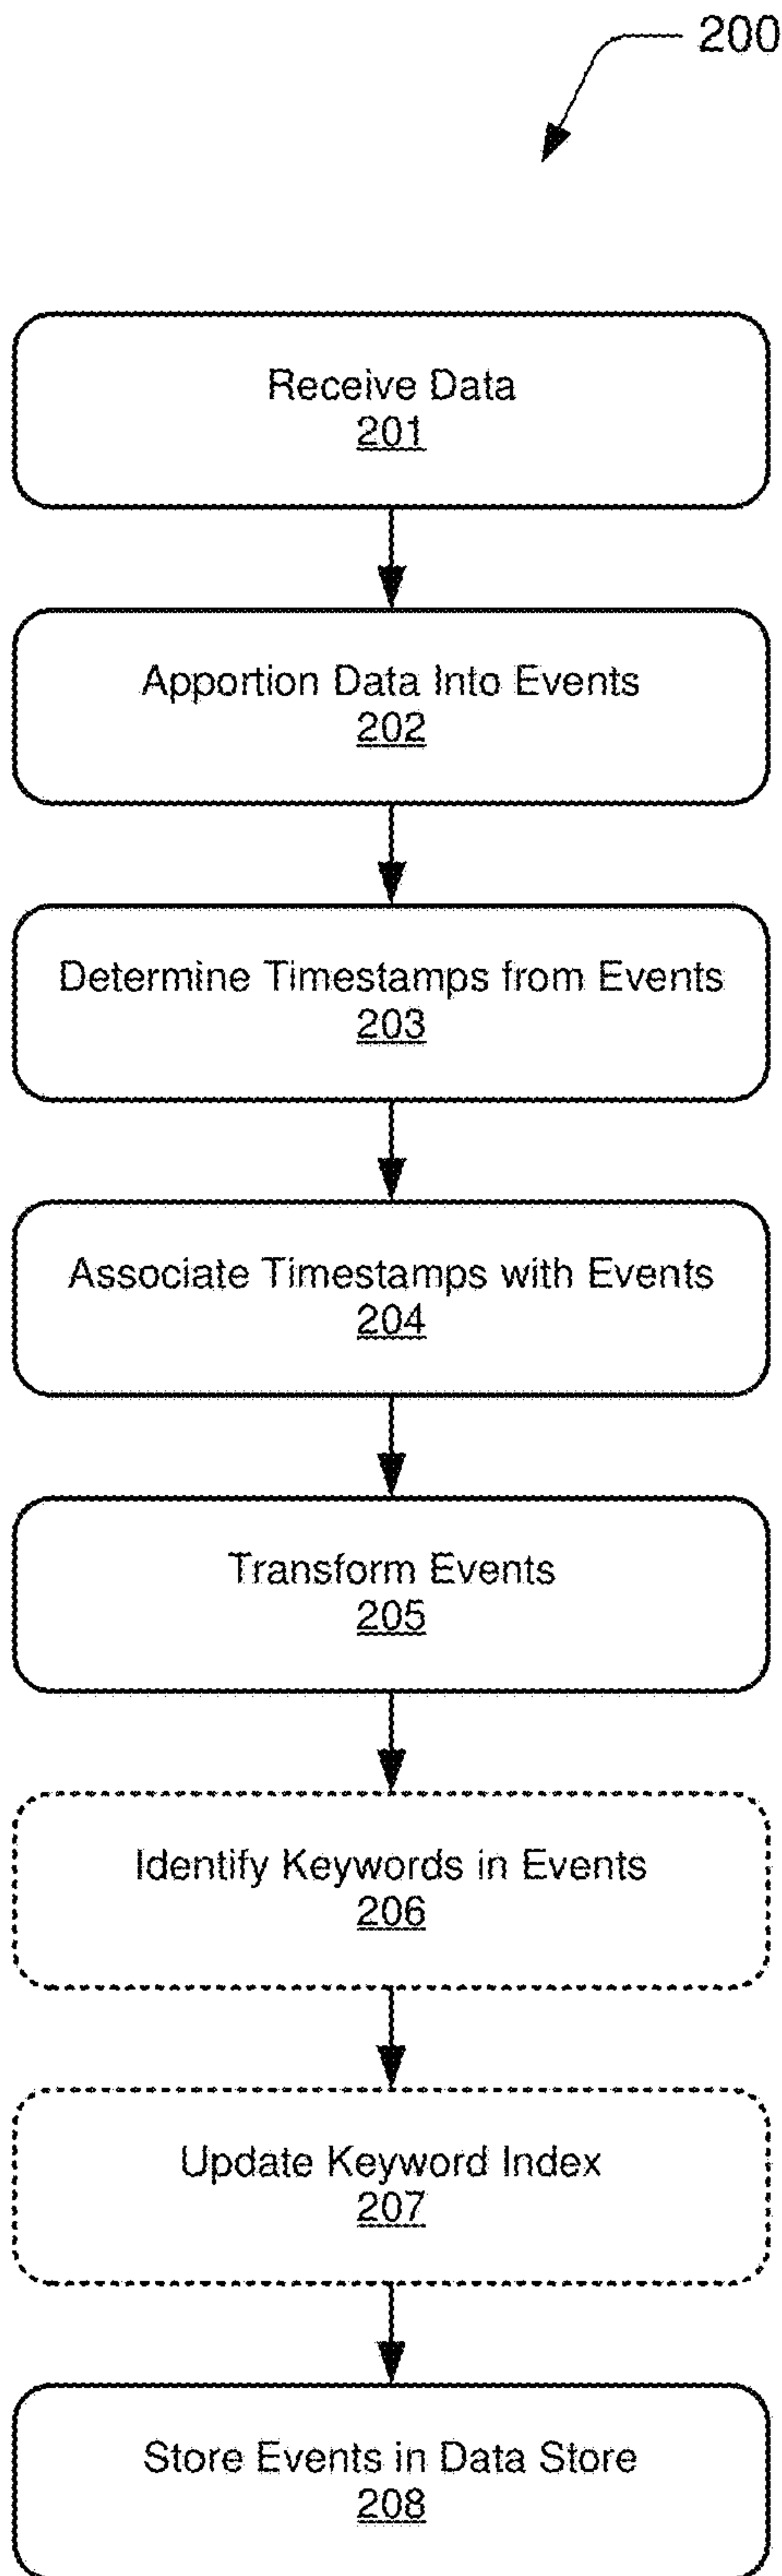 200
Receive Data
201
Apportion Data Into Events
202
Determine Timestamps from Events
203
Associate Timestamps with Events
204
Transform Events
205
Identify Keywords in Events
206
Update Keyword Index
207
Store Events in Data Store
208